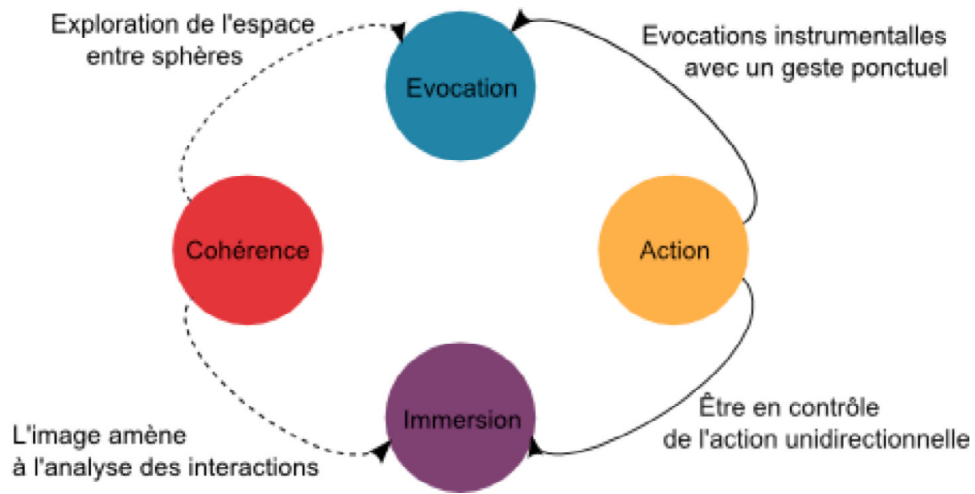 Exploration de l'espace
entre sphères
Evocations instrumentalles
avec un geste ponctuel
Evocation
Cohérence
Action
Immersion
L'image amène
à l'analyse des interactions
Être en contrôle
de l'action unidirectionnelle